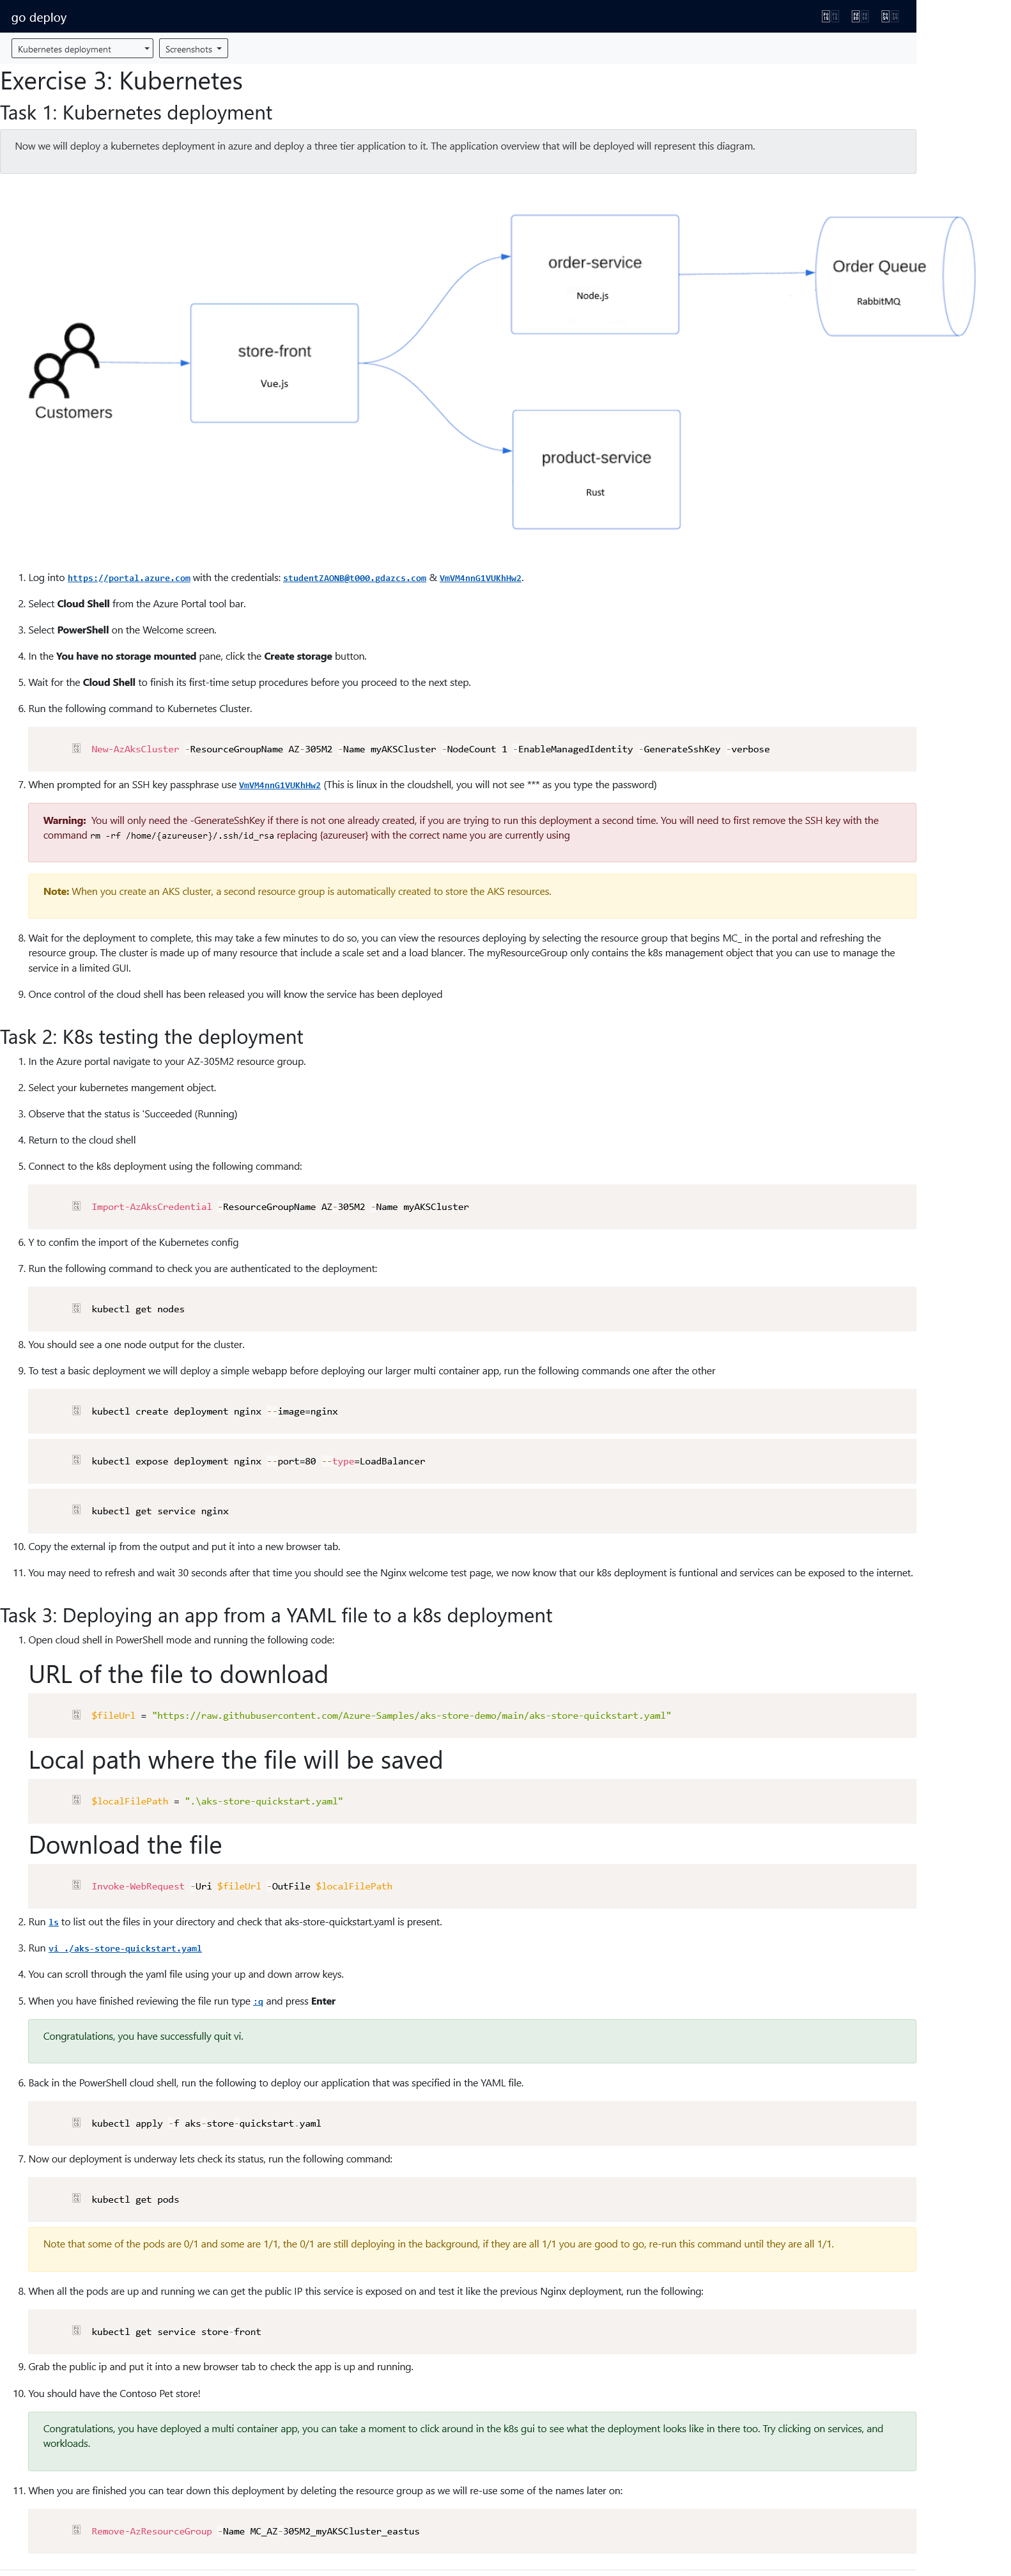 go deploy
Kubernetes deployment
Screenshots
Exercise 3: Kubernetes
Task 1: Kubernetes deployment
Now we will deploy a kubernetes deployment in azure and deploy a three tier application to it. The application overview that will be deployed will represent this diagram.
order-service
Node.js
Order Queue
RabbitMQ
store-front
Vue.js
Customers
product-service
Rust
1. Log into https://portal.azure.com with the credentials: studentZAONB@t000.gdazcs.com & VmVM4nnG1VUKhHw2.
2. Select Cloud Shell from the Azure Portal tool bar.
3. Select PowerShell on the Welcome screen.
4. In the You have no storage mounted pane, click the Create storage button.
5. Wait for the Cloud Shell to finish its first-time setup procedures before you proceed to the next step.
6. Run the following command to Kubernetes Cluster.
New-AzAksCluster -ResourceGroupName AZ-305M2 -Name myAKSCluster -NodeCount 1 -EnableManagedIdentity -GenerateSshKey -verbose
7. When prompted for an SSH key passphrase use VmVM4nnG1VUKhHw2 (This is linux in the cloudshell, you will not see *** as you type the password)
Warning: You will only need the -GenerateSshKey if there is not one already created, if you are trying to run this deployment a second time. You will need to first remove the SSH key with the
command rm -rf /home/{azureuser}/.ssh/id_rsa replacing {azureuser} with the correct name you are currently using
Note: When you create an AKS cluster, a second resource group is automatically created to store the AKS resources.
8. Wait for the deployment to complete, this may take a few minutes to do so, you can view the resources deploying by selecting the resource group that begins MC_ in the portal and refreshing the
resource group. The cluster is made up of many resource that include a scale set and a load blancer. The myResourceGroup only contains the k8s management object that you can use to manage the
service in a limited GUI.
9. Once control of the cloud shell has been released you will know the service has been deployed
Task 2: K8s testing the deployment
1. In the Azure portal navigate to your AZ-305M2 resource group.
2. Select your kubernetes mangement object.
3. Observe that the status is 'Succeeded (Running)
4. Return to the cloud shell
5. Connect to the k8s deployment using the following command:
Import-AzAksCredential -ResourceGroupName AZ-305M2 -Name myAKSCluster
6. Y to confim the import of the Kubernetes config
7. Run the following command to check you are authenticated to the deployment:
kubectl get nodes
8. You should see a one node output for the cluster.
9. To test a basic deployment we will deploy a simple webapp before deploying our larger multi container app, run the following commands one after the other
kubectl create deployment nginx --image=nginx
kubectl expose deployment nginx --port=80 --type=LoadBalancer
kubectl get service nginx
10. Copy the external ip from the output and put it into a new browser tab.
11. You may need to refresh and wait 30 seconds after that time you should see the Nginx welcome test page, we now know that our k8s deployment is funtional and services can be exposed to the internet.
Task 3: Deploying an app from a YAML file to a k8s deployment
1. Open cloud shell in PowerShell mode and running the following code:
URL of the file to download
$fileUrl = "https://raw.githubusercontent.com/Azure-Samples/aks-store-demo/main/aks-store-quickstart.yaml"
Local path where the file will be saved
$localFilePath = ".\aks-store-quickstart.yaml"
Download the file
Invoke-WebRequest -Uri $fileUrl -OutFile $localFilePath
2. Run ls to list out the files in your directory and check that aks-store-quickstart.yaml is present.
3. Run vi ./aks-store-quickstart.yaml
4. You can scroll through the yaml file using your up and down arrow keys.
5. When you have finished reviewing the file run type :q and press Enter
Congratulations, you have successfully quit vi.
6. Back in the PowerShell cloud shell, run the following to deploy our application that was specified in the YAML file.
kubectl apply -f aks-store-quickstart.yaml
7. Now our deployment is underway lets check its status, run the following command:
kubectl get pods
Note that some of the pods are 0/1 and some are 1/1, the 0/1 are still deploying in the background, if they are all 1/1 you are good to go, re-run this command until they are all 1/1.
8. When all the pods are up and running we can get the public IP this service is exposed on and test it like the previous Nginx deployment, run the following:
kubectl get service store-front
9. Grab the public ip and put it into a new browser tab to check the app is up and running.
10. You should have the Contoso Pet store!
Congratulations, you have deployed a multi container app, you can take a moment to click around in the k8s gui to see what the deployment looks like in there too. Try clicking on services, and
workloads.
11. When you are finished you can tear down this deployment by deleting the resource group as we will re-use some of the names later on:
Remove-AzResourceGroup -Name MC_AZ-305M2_myAKSCluster_eastus